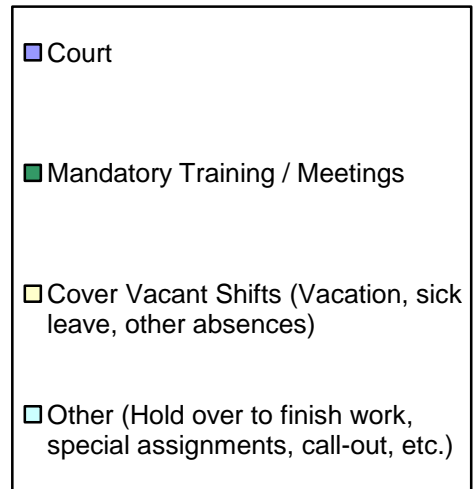 Court
Mandatory Training / Meetings
Cover Vacant Shifts (Vacation, sick
leave, other absences)
Other (Hold over to finish work,
special assignments, call-out, etc.)